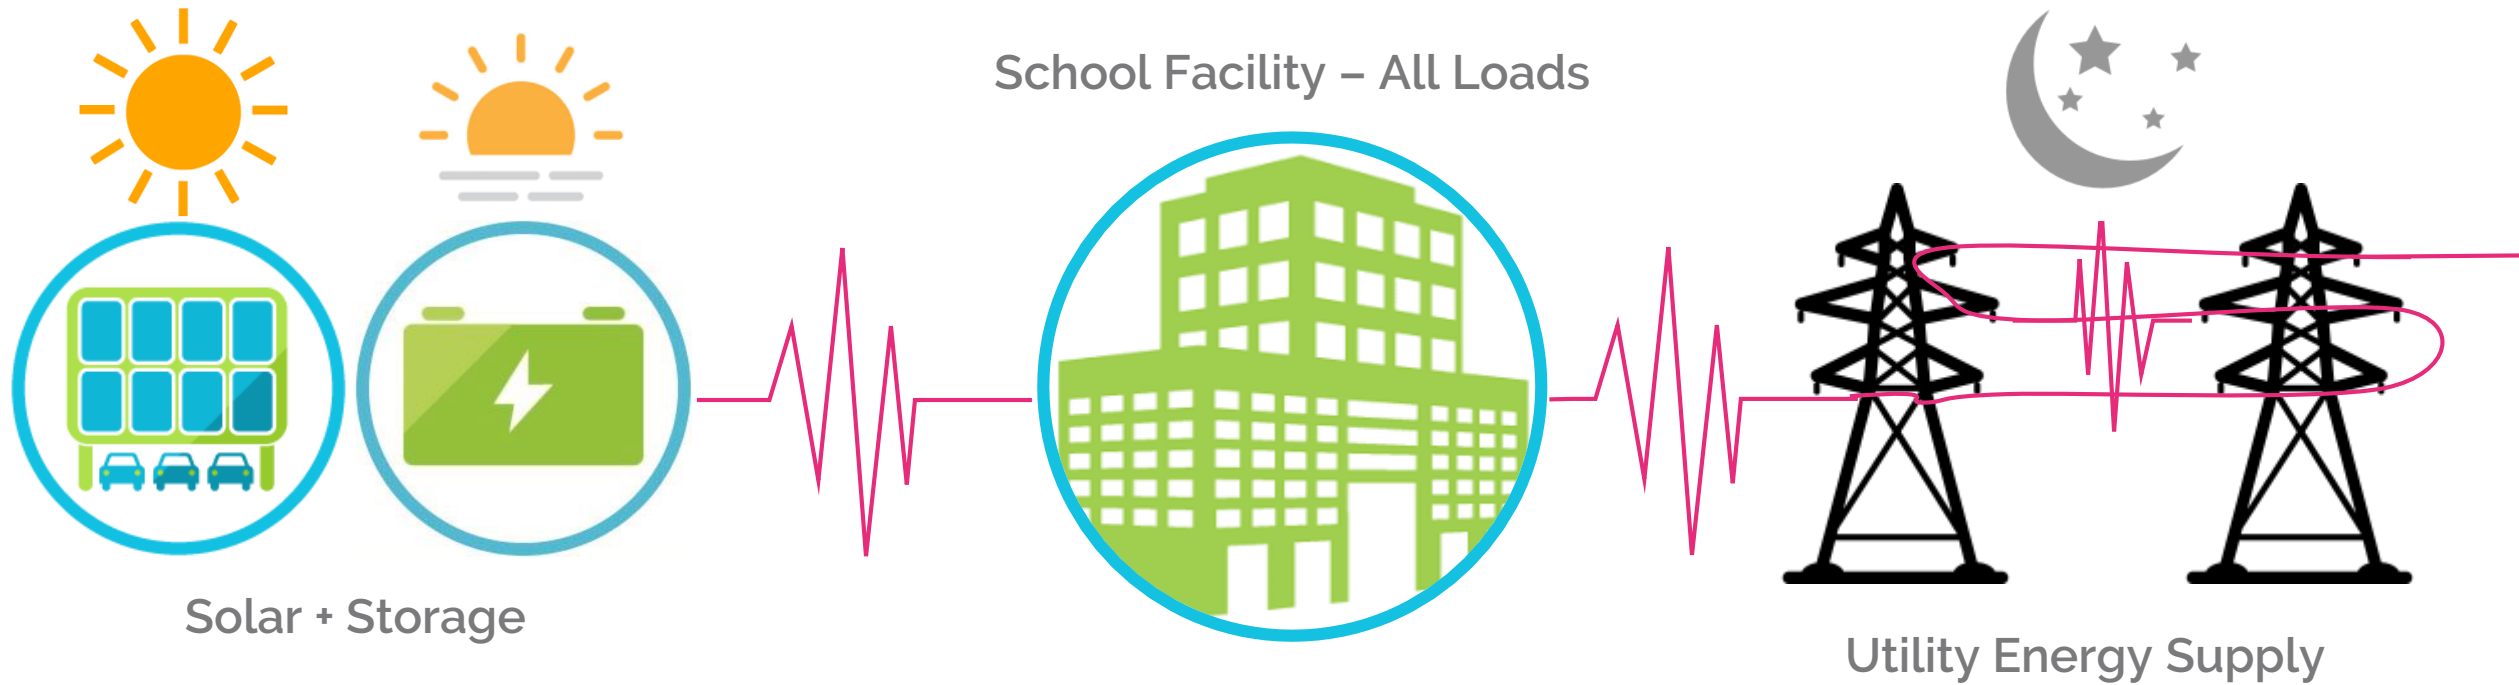 School Facility – All Loads
Solar + Storage
Utility Energy Supply